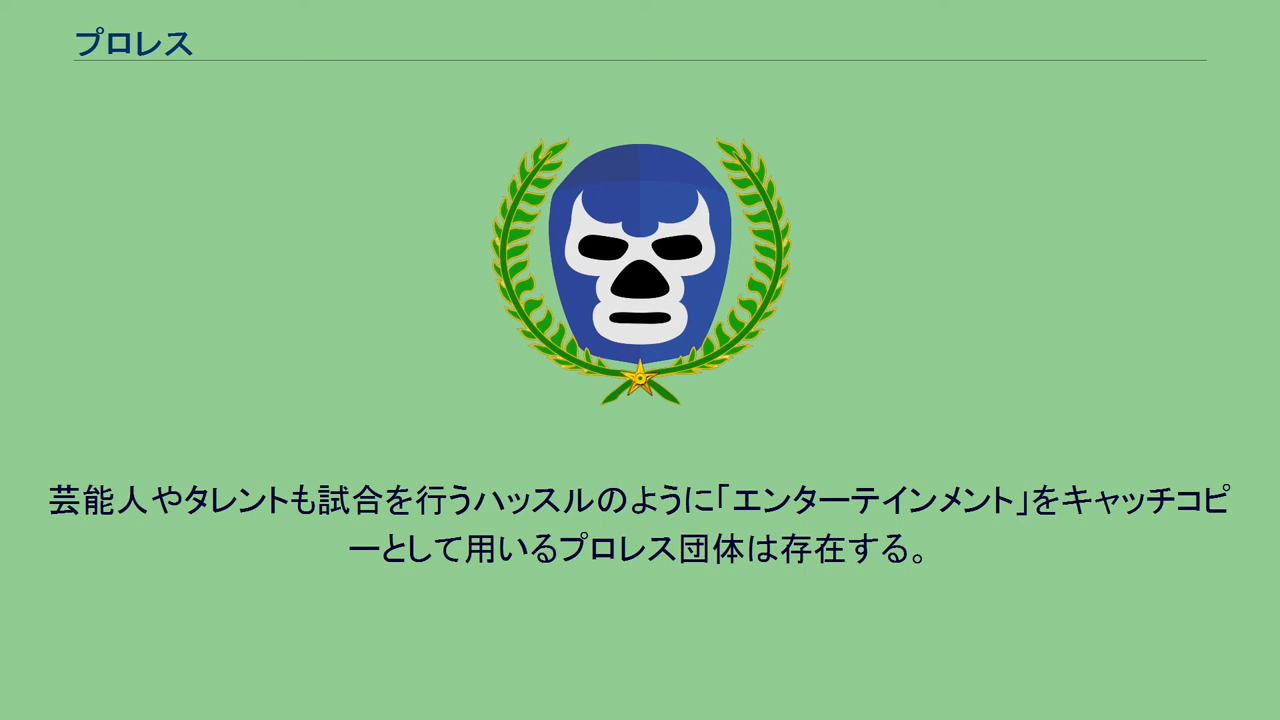 プロレス
芸能人やタレントも試合を行うハッスルのように「エンターテインメント」をキャッチコピ
ーとして用いるプロレス団体は存在する。